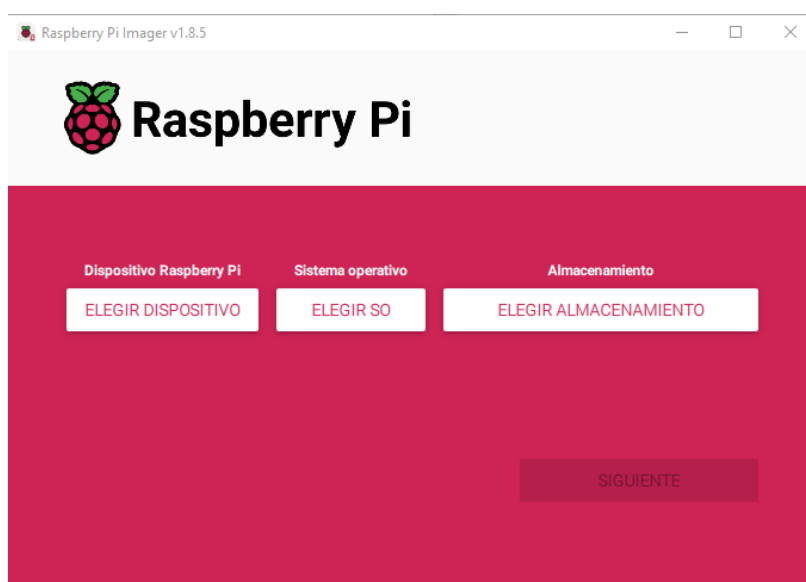 Raspberry Pi Imager v1.8.5
Raspberry Pi
Dispositivo Raspberry Pi Sistema operativo Almacenamiento
ELEGIR DISPOSITIVO ELEGIR SO ELEGIR ALMACENAMIENTO
SIGUIENTE